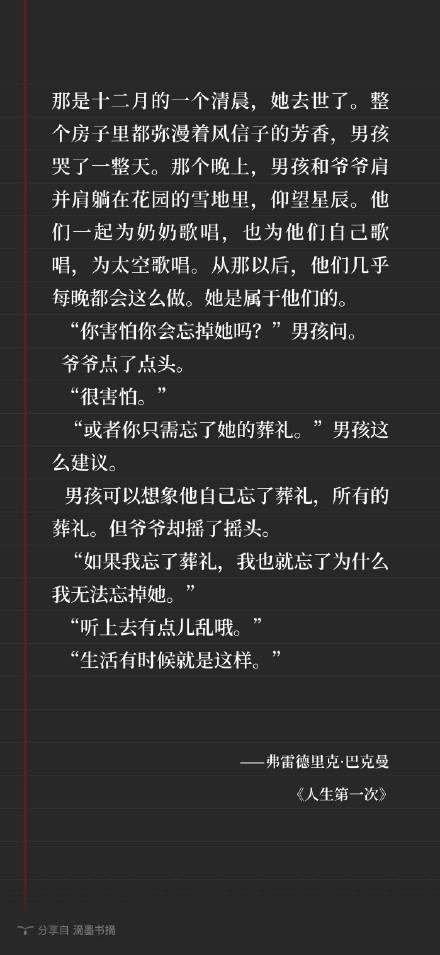 那是十二月的一个清晨，她去世了。整
个房子里都弥漫着风信子的芳香，男孩
哭了一整天。那个晚上，男孩和爷爷肩
并肩躺在花园的雪地里，仰望星辰。他
们一起为奶奶歌唱，也为他们自己歌
唱，为太空歌唱。从那以后，他们几乎
每晚都会这么做。她是属于他们的。
“你害怕你会忘掉她吗？”男孩问。
爷爷点了点头。
“很害怕。”
“或者你只需忘了她的葬礼。”男孩这
么建议。
男孩可以想象他自己忘了葬礼，所有的
葬礼。但爷爷却摇了摇头。
“如果我忘了葬礼，我也就忘了为什么
我无法忘掉她。”
“听上去有点儿乱哦。”
“生活有时候就是这样。”
——弗雷德里克·巴克曼
《人生第一次》
分享自 滴墨书摘